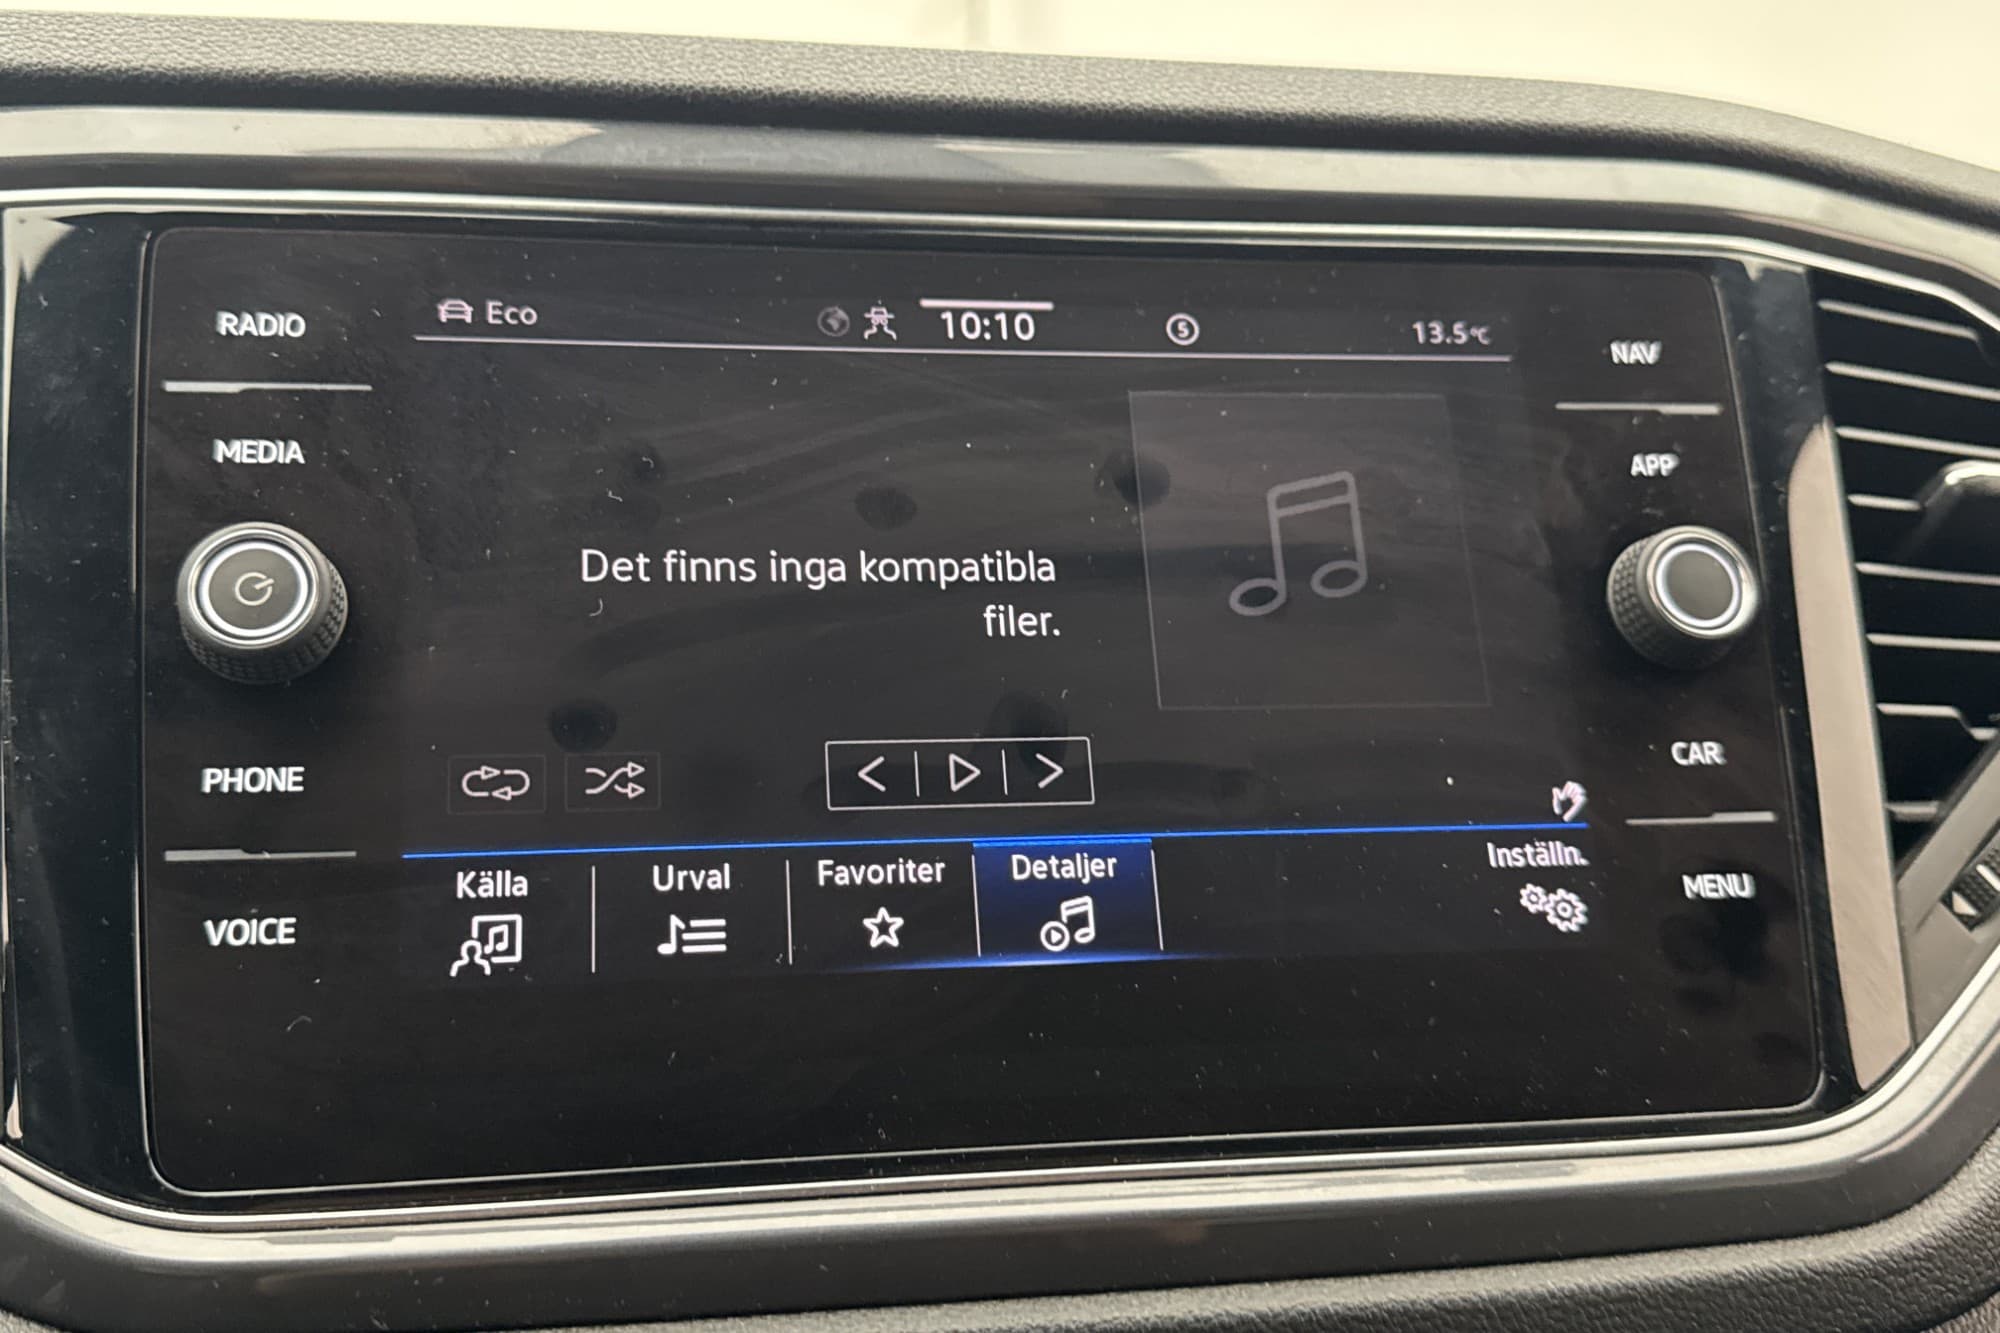 RADIO
MEDIA
PHONE
VOICE
Eco
10:10
5
13.5°C
Det finns inga kompatibla
filer.
Källa
Urval
Favoriter
Detaljer
Inställn.
NAV
APP
CAR
MENU